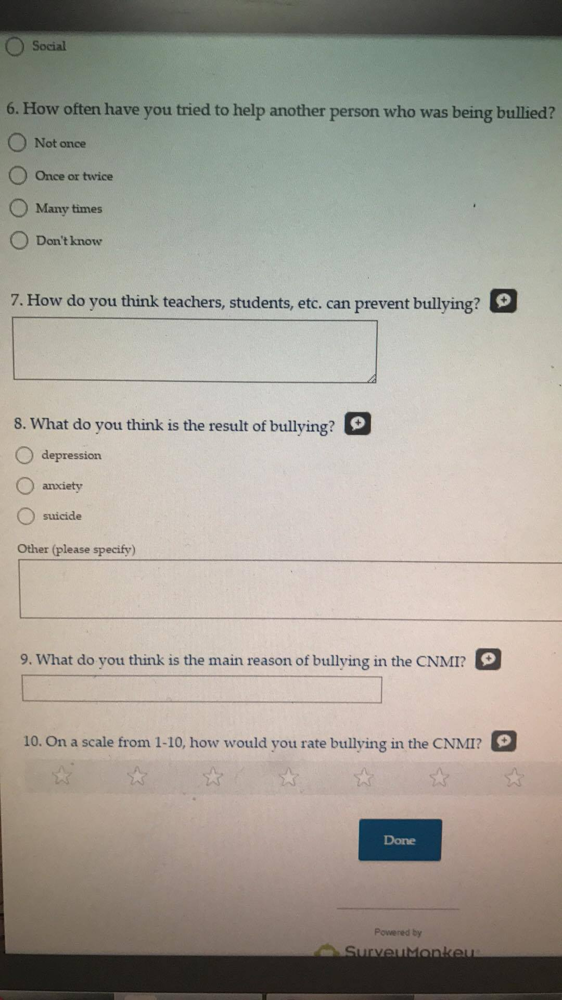 Social
6. How often have you tried to help another person who was being bullied?
Not once
Once or twice
Many times
Don't know
7. How do you think teachers, students, etc. can prevent bullying?
8. What do you think is the result of bullying?
depression
anxiety
suicide
Other (please specify)
9. What do you think is the main reason of bullying in the CNMI?
10. On a scale from 1-10, how would you rate bullying in the CNMI?
Done
Powered by
SurveyMonkey